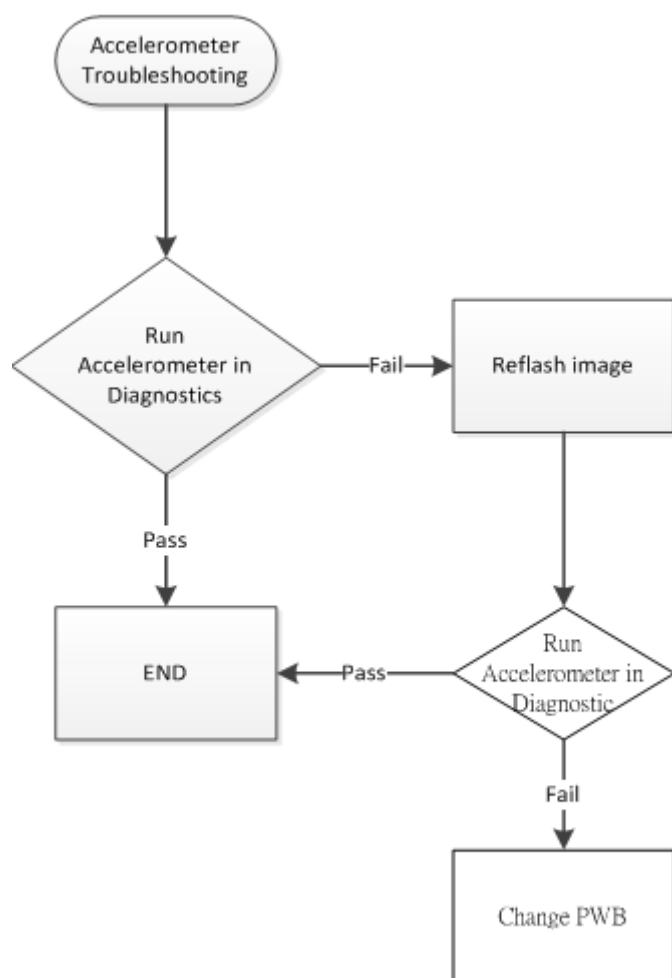 Accelerometer
Troubleshooting
Run
Accelerometer in
Diagnostics
Fail
Reflash image
Pass
END
Pass
Run
Accelerometer in
Diagnostic
Fail
Change PWB